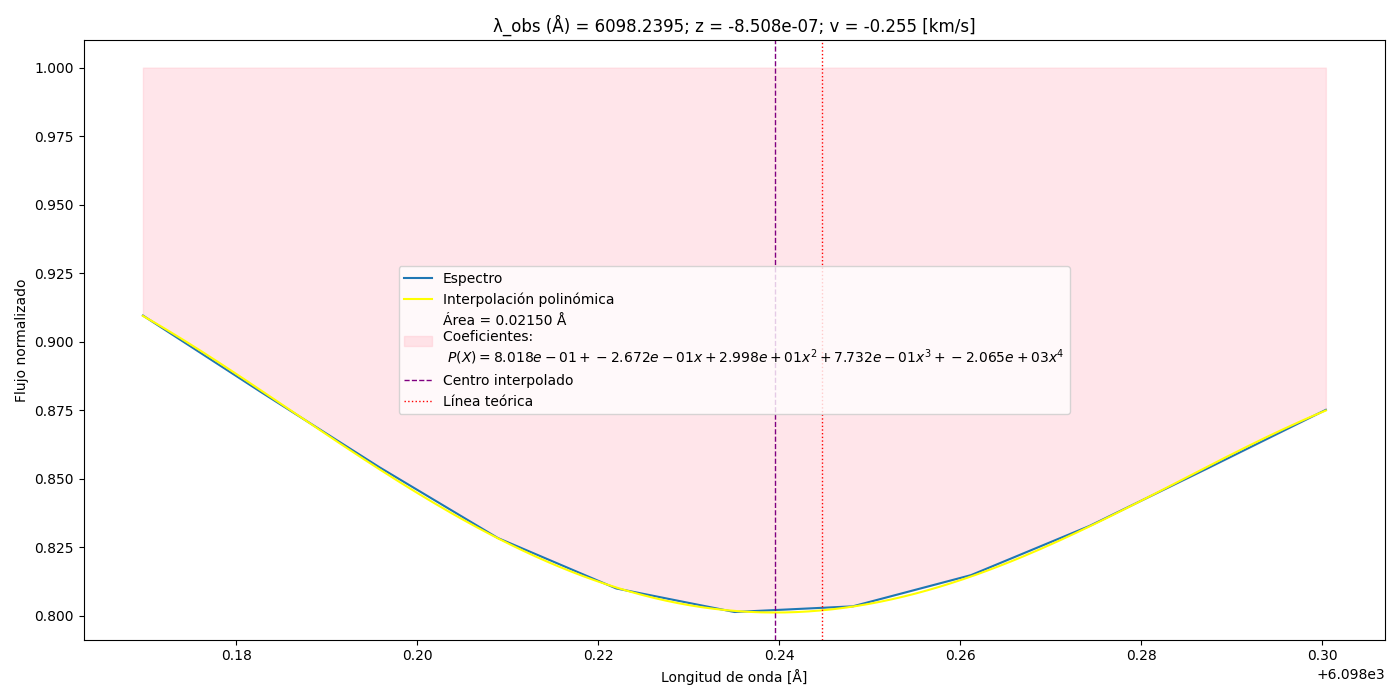 λ_obs (Å) = 6098.2395; z = -8.508e-07; v = -0.255 [km/s]
Flujo normalizado
1.000
0.975
0.950
0.925
0.900
0.875
0.850
0.825
0.800
Espectro
Interpolación polinómica
Área = 0.02150 Å
Coeficientes:
P(X) = 8.018e − 01 + −2.672e − 01x + 2.998e + 01x² + 7.732e − 01x³ + −2.065e + 03x⁴
Centro interpolado
Línea teórica
0.18 0.20 0.22 0.24 0.26 0.28 0.30
Longitud de onda [Å]
+6.098e3